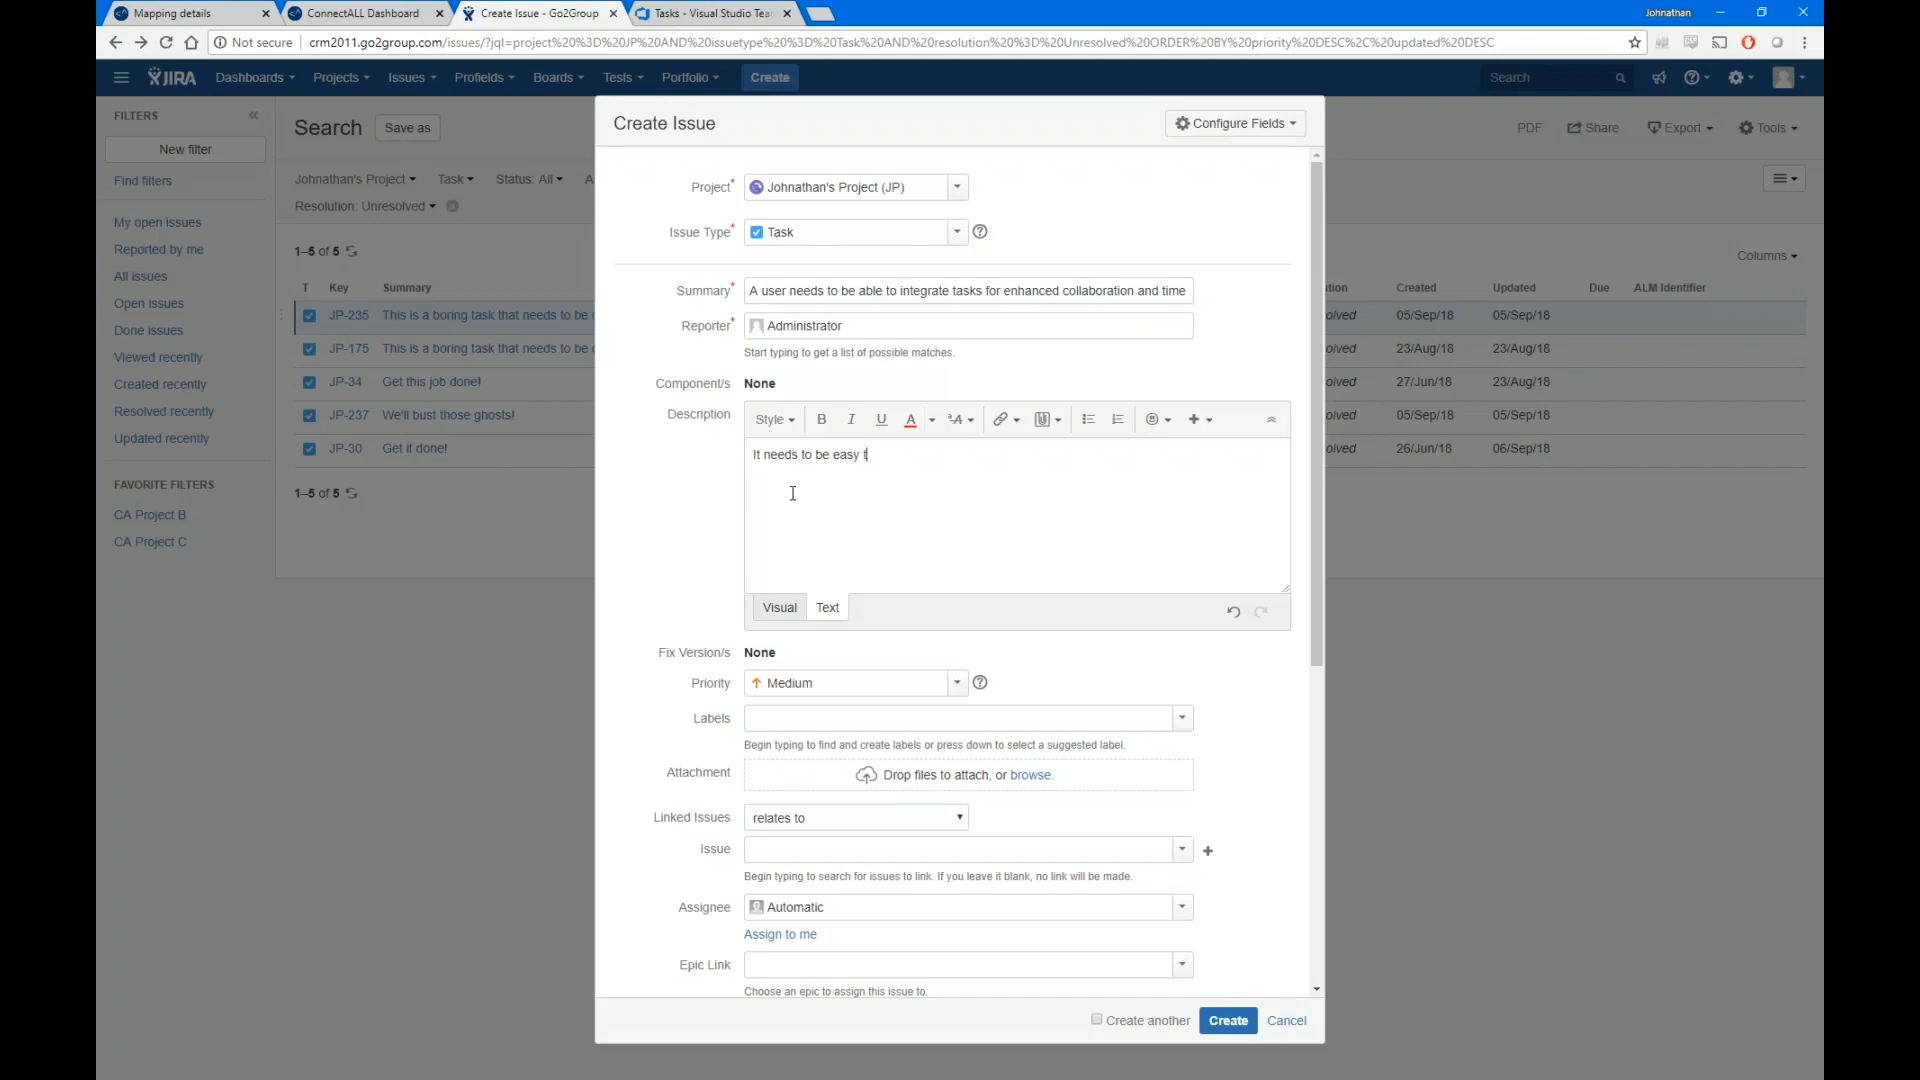 Mapping details
ConnectALL Dashboard
Create Issue - Go2Group
Tasks - Visual Studio Tea
Johnathan
Not secure
crm2011.go2group.com/issues/?jql=project%20%3D%20JP%20AND%20issuetype%20%3D%20Task%20AND%20resolution%20%3D%20Unresolved%20ORDER%20BY%20priority%20DESC%2C%20updated%20DESC
JIRA Dashboards Projects Issues Profields Boards Tests Portfolio Create Search
FILTERS
New filter
Find filters
My open issues
Reported by me
All issues
Open issues
Done issues
Viewed recently
Created recently
Resolved recently
Updated recently
FAVORITE FILTERS
CA Project B
CA Project C
Search Save as
PDF Share Export Tools
Johnathan's Project Task Status: All A
Resolution: Unresolved
1–5 of 5
Columns
T Key Summary
tion Created Updated Due ALM Identifier
JP-235 This is a boring task that needs to be
olved 05/Sep/18 05/Sep/18
JP-175 This is a boring task that needs to be
olved 23/Aug/18 23/Aug/18
JP-34 Get this job done!
olved 27/Jun/18 23/Aug/18
JP-237 We'll bust those ghosts!
olved 05/Sep/18 05/Sep/18
JP-30 Get it done!
olved 26/Jun/18 06/Sep/18
1–5 of 5
Create Issue
Configure Fields
Project* Johnathan's Project (JP)
Issue Type* Task
Summary* A user needs to be able to integrate tasks for enhanced collaboration and time
Reporter* Administrator
Start typing to get a list of possible matches.
Component/s None
Description
Style B I U A
It needs to be easy t
Visual Text
Fix Version/s None
Priority Medium
Labels
Begin typing to find and create labels or press down to select a suggested label.
Attachment Drop files to attach, or browse.
Linked Issues relates to
Issue
Begin typing to search for issues to link. If you leave it blank, no link will be made.
Assignee Automatic
Assign to me
Epic Link
Choose an epic to assign this issue to.
Create another Create Cancel